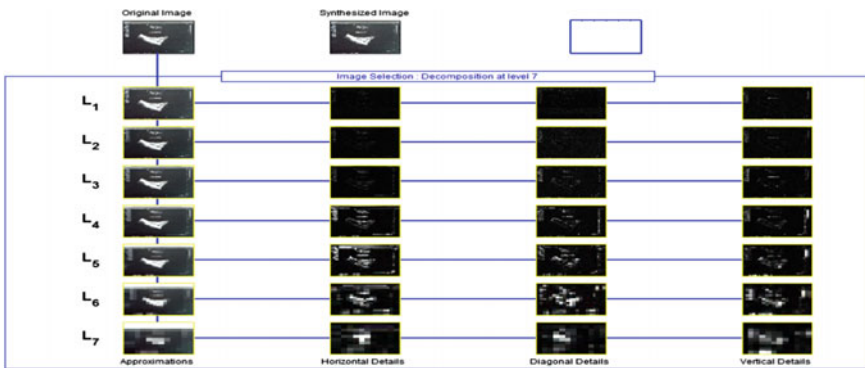 Original Image
Synthesized Image
Image Selection : Decomposition at level 7
L1
L2
L3
L4
L5
L6
L7
Approximations
Horizontal Details
Diagonal Details
Vertical Details